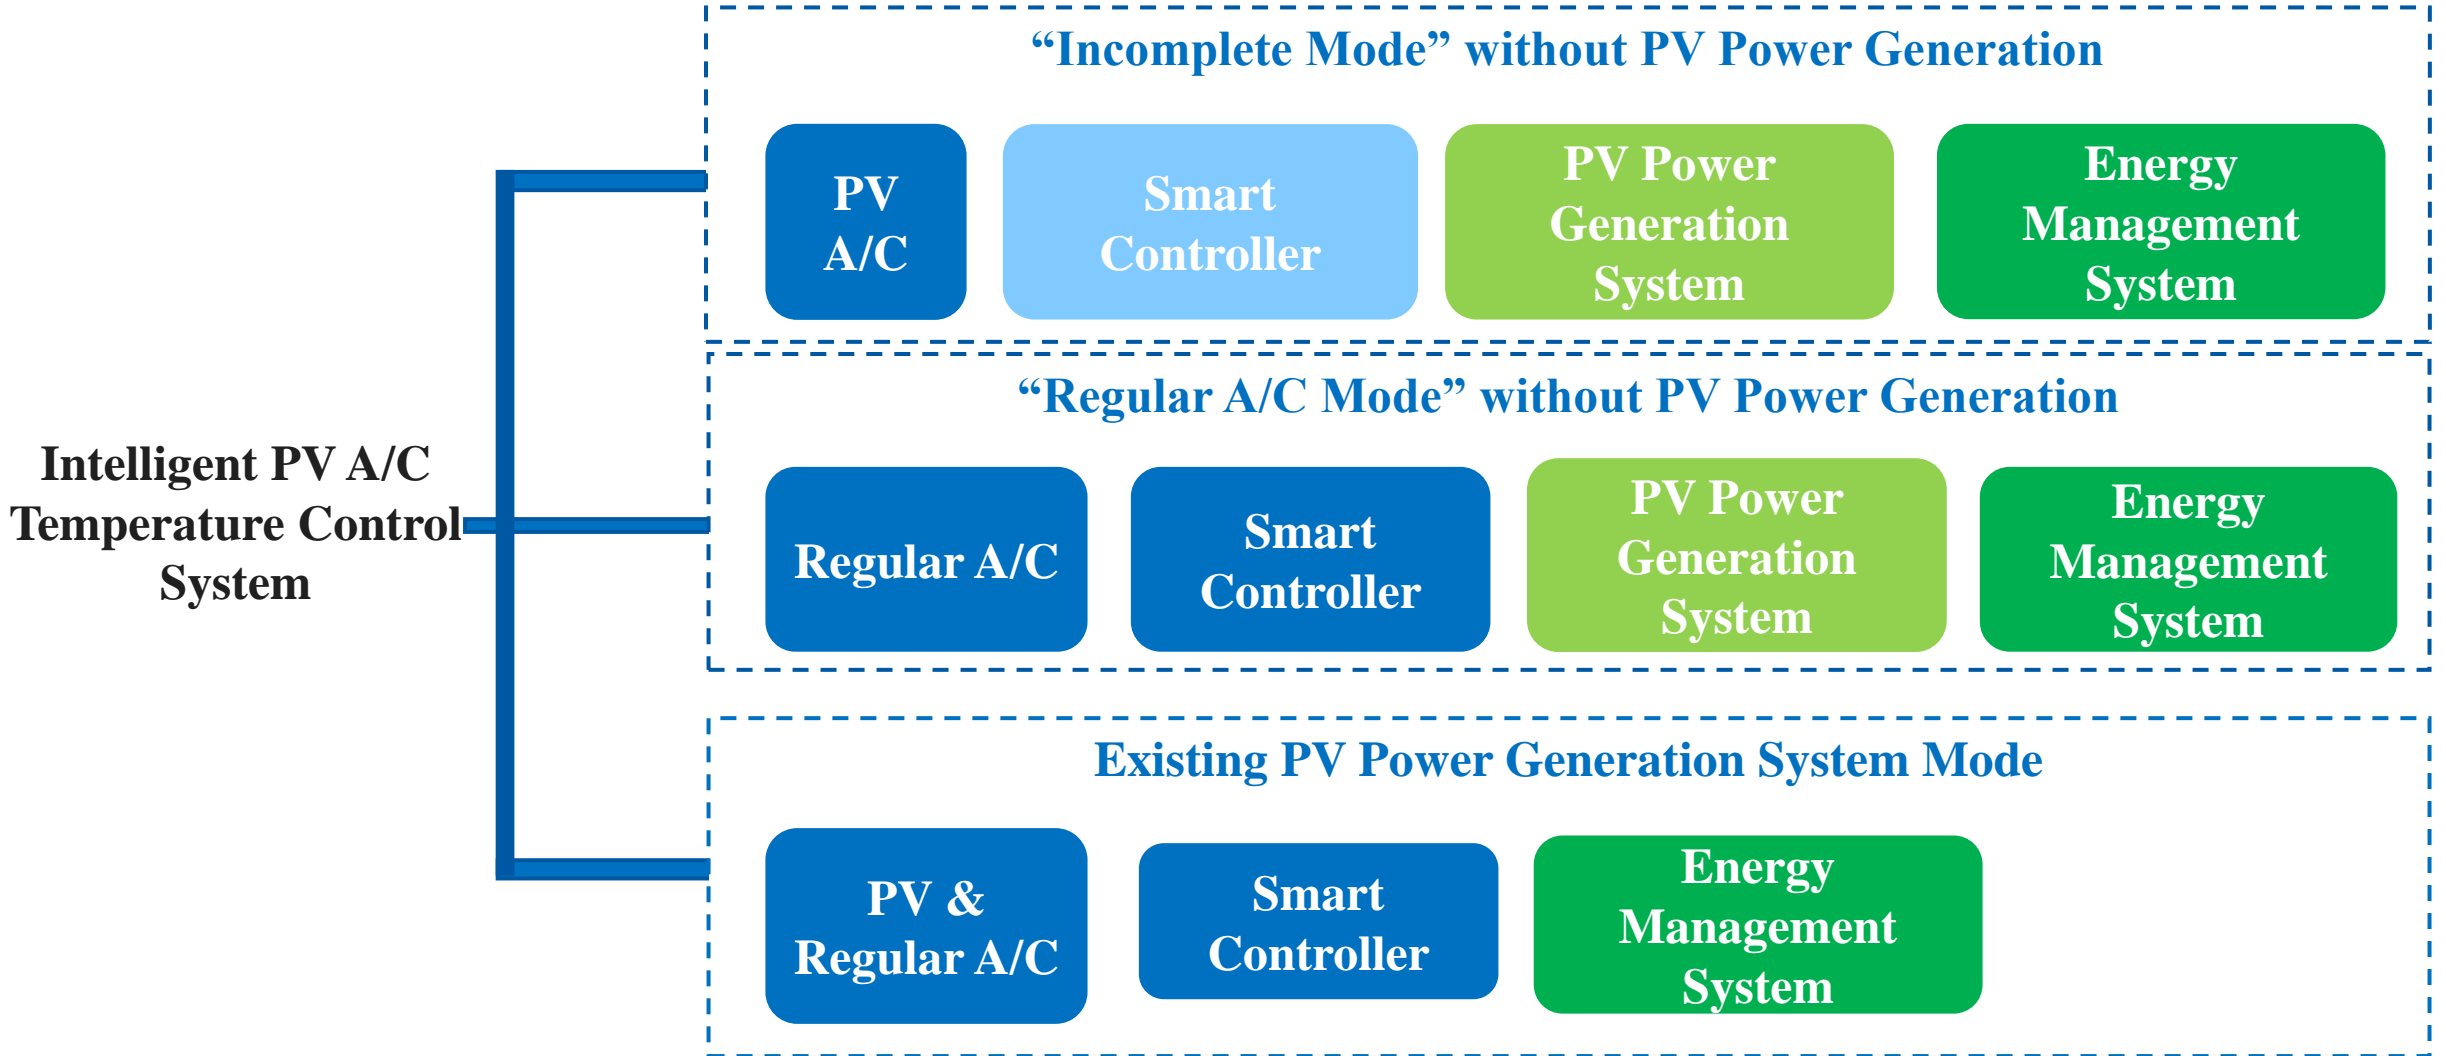 Intelligent PV A/C
Temperature Control
System
“Incomplete Mode” without PV Power Generation
PV
A/C
Smart
Controller
PV Power
Generation
System
Energy
Management
System
“Regular A/C Mode” without PV Power Generation
Regular A/C
Smart
Controller
PV Power
Generation
System
Energy
Management
System
Existing PV Power Generation System Mode
PV &
Regular A/C
Smart
Controller
Energy
Management
System